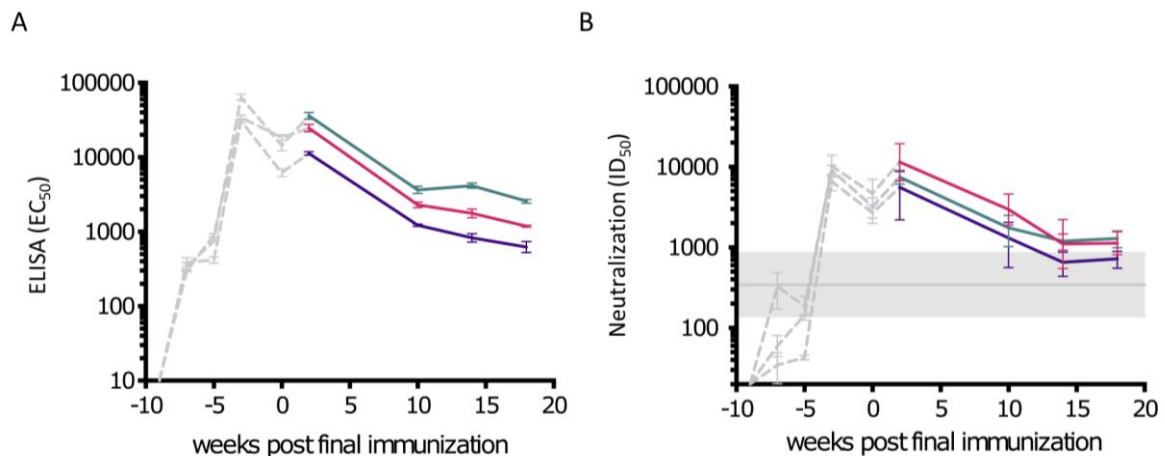 A
100000
10000
1000
100
10
ELISA (EC50)
-10 -5 0 5 10 15 20
weeks post final immunization
B
100000
10000
1000
100
Neutralization (ID50)
-10 -5 0 5 10 15 20
weeks post final immunization